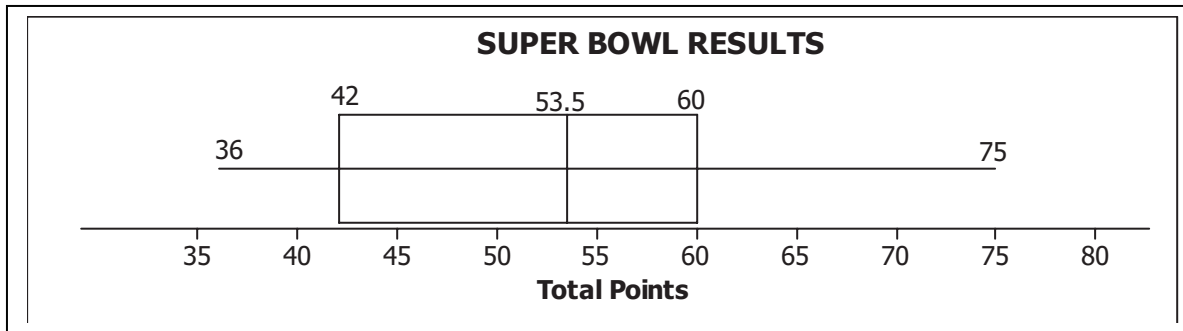 SUPER BOWL RESULTS
42 53.5 60
36 75
35 40 45 50 55 60 65 70 75 80
Total Points